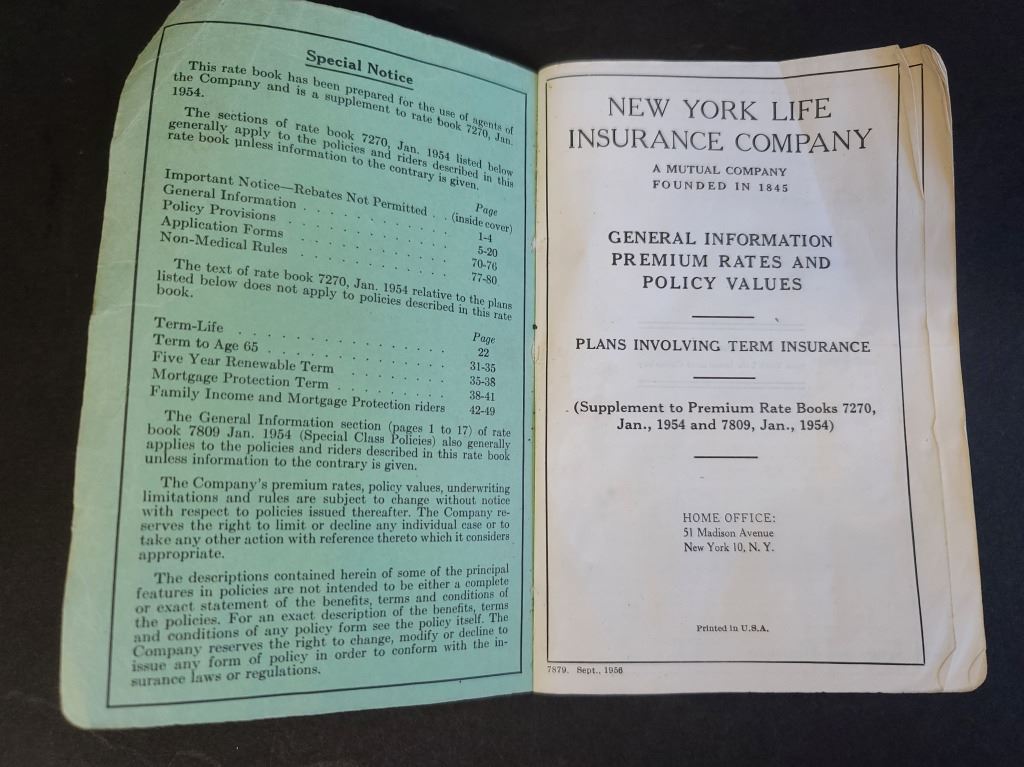 Special Notice
This rate book has been prepared for the use of agents of
the Company and is a supplement to rate book 7270, Jan.
1954.
The sections of rate book 7270, Jan. 1954 listed below
generally apply to the policies and riders described in this
rate book unless information to the contrary is given.
Page
Important Notice—Rebates Not Permitted . . (inside cover)
General Information . . . . . . . . . . 1-4
Policy Provisions . . . . . . . . . . 5-20
Application Forms . . . . . . . . . . 70-76
Non-Medical Rules . . . . . . . . . . 77-80
The text of rate book 7270, Jan. 1954 relative to the plans
listed below does not apply to policies described in this rate
book.
Page
Term-Life . . . . . . . . . . 22
Term to Age 65 . . . . . . . . . . 31-35
Five Year Renewable Term . . . . . . . . 35-38
Mortgage Protection Term . . . . . . . . 38-41
Family Income and Mortgage Protection riders 42-49
The General Information section (pages 1 to 17) of rate
book 7809 Jan. 1954 (Special Class Policies) also generally
applies to the policies and riders described in this rate book
unless information to the contrary is given.
The Company's premium rates, policy values, underwriting
limitations and rules are subject to change without notice
with respect to policies issued thereafter. The Company re-
serves the right to limit or decline any individual case or to
take any other action with reference thereto which it considers
appropriate.
The descriptions contained herein of some of the principal
features in policies are not intended to be either a complete
or exact statement of the benefits, terms and conditions of
the policies. For an exact description of the benefits, terms
and conditions of any policy form see the policy itself. The
Company reserves the right to change, modify or decline to
issue any form of policy in order to conform with the in-
surance laws or regulations.
NEW YORK LIFE
INSURANCE COMPANY
A MUTUAL COMPANY
FOUNDED IN 1845
GENERAL INFORMATION
PREMIUM RATES AND
POLICY VALUES
PLANS INVOLVING TERM INSURANCE
(Supplement to Premium Rate Books 7270,
Jan., 1954 and 7809, Jan., 1954)
HOME OFFICE:
51 Madison Avenue
New York 10, N. Y.
Printed in U.S.A.
7879. Sept., 1956